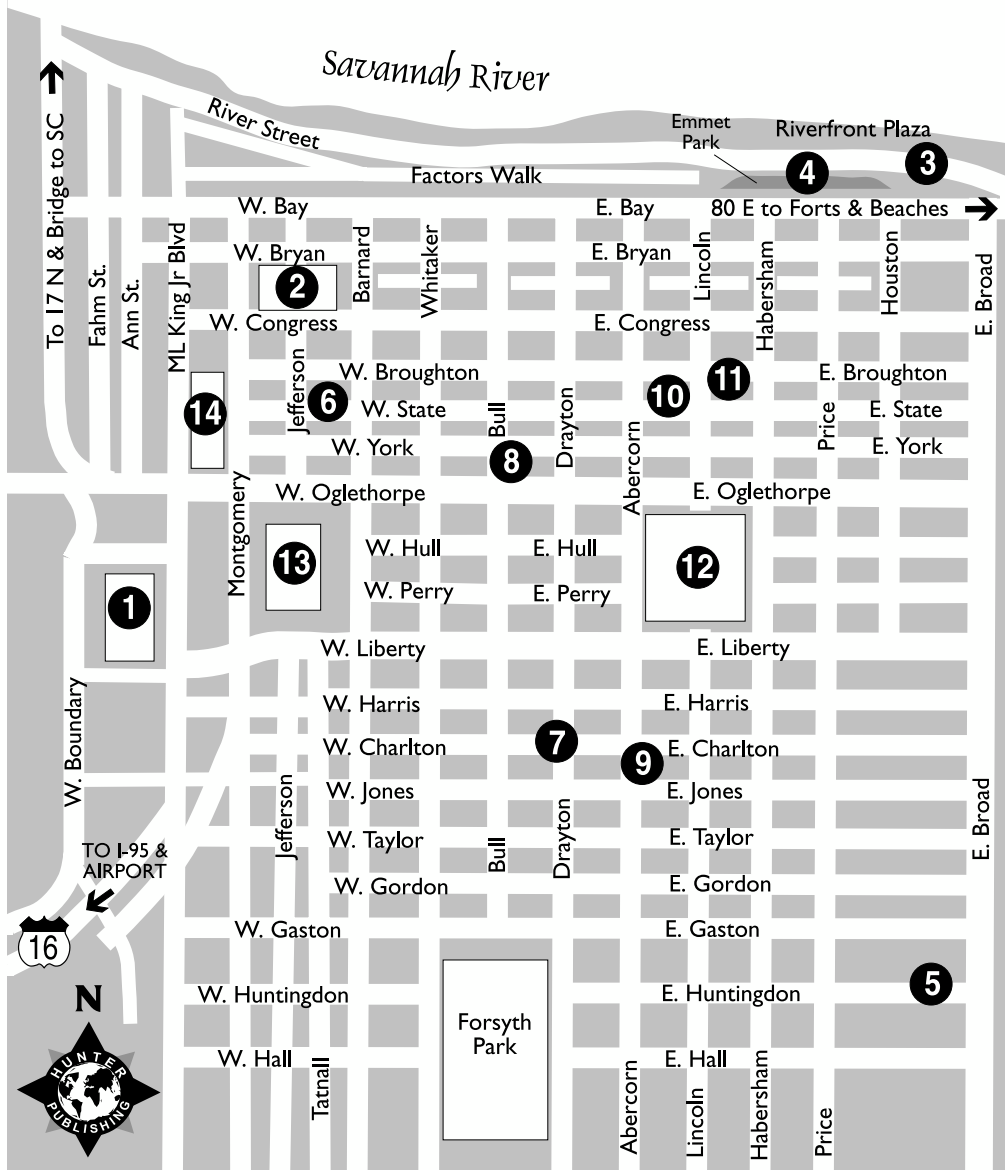 Savannah River
River Street
Emmet
Park
Riverfront Plaza
3
4
Factors Walk
To 17 N & Bridge to SC
Fahm St.
Ann St.
ML King Jr Blvd
W. Bay
E. Bay
80 E to Forts & Beaches
W. Bryan
Barnard
Whitaker
E. Bryan
Lincoln
Habersham
Houston
E. Broad
2
W. Congress
E. Congress
Jefferson
W. Broughton
11
E. Broughton
14
6
W. State
Bull
Drayton
10
Price
E. State
W. York
8
Abercorn
E. York
Montgomery
W. Oglethorpe
E. Oglethorpe
13
W. Hull
E. Hull
12
W. Perry
E. Perry
1
W. Liberty
E. Liberty
W. Boundary
W. Harris
E. Harris
W. Charlton
7
9
E. Charlton
Jefferson
W. Jones
E. Jones
Bull
Drayton
E. Broad
W. Taylor
E. Taylor
TO I-95 &
AIRPORT
W. Gordon
E. Gordon
16
W. Gaston
E. Gaston
N
W. Huntingdon
E. Huntingdon
5
Forsyth
Park
W. Hall
E. Hall
Tatnall
Abercorn
Lincoln
Habersham
Price
HUNTER
PUBLISHING